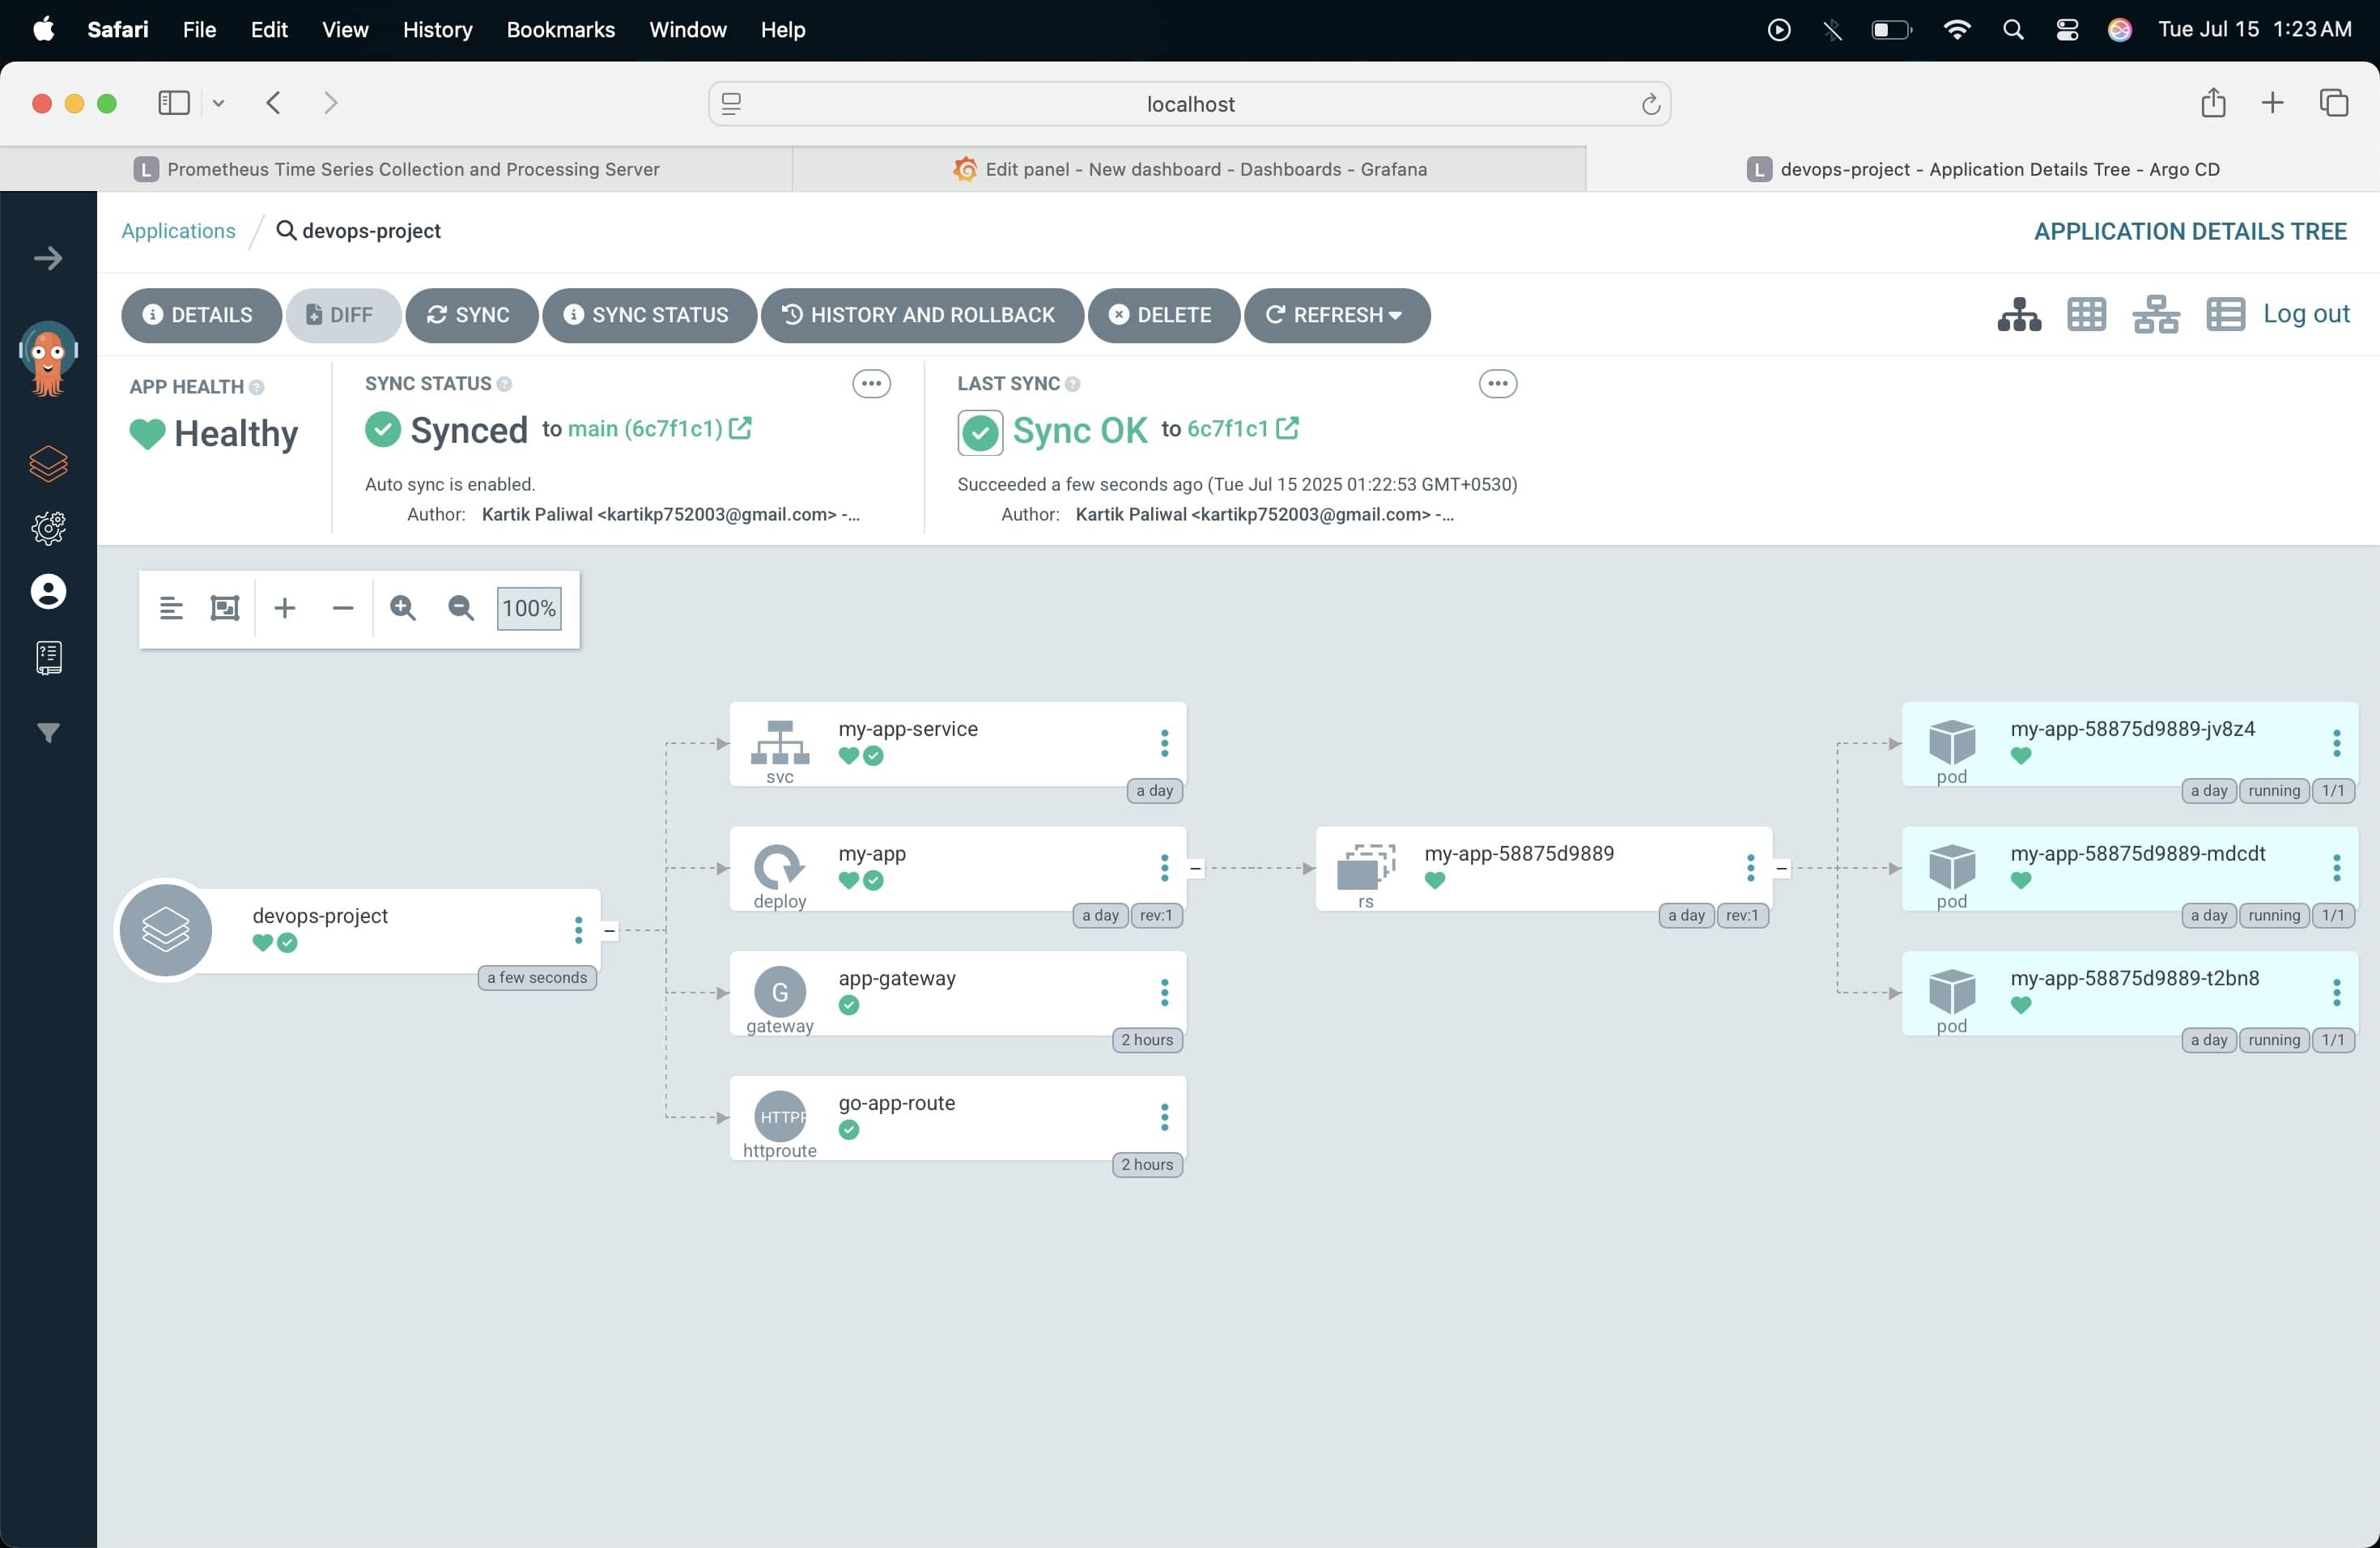 Safari File Edit View History Bookmarks Window Help Tue Jul 15 1:23 AM
localhost
L Prometheus Time Series Collection and Processing Server
Edit panel - New dashboard - Dashboards - Grafana
L devops-project - Application Details Tree - Argo CD
Applications / devops-project
APPLICATION DETAILS TREE
DETAILS DIFF SYNC SYNC STATUS HISTORY AND ROLLBACK DELETE REFRESH
Log out
APP HEALTH
Healthy
SYNC STATUS
Synced to main (6c7f1c1)
Auto sync is enabled.
Author: Kartik Paliwal <kartikp752003@gmail.com> -...
LAST SYNC
Sync OK to 6c7f1c1
Succeeded a few seconds ago (Tue Jul 15 2025 01:22:53 GMT+0530)
Author: Kartik Paliwal <kartikp752003@gmail.com> -...
100%
devops-project
a few seconds
my-app-service
svc
a day
my-app
deploy
a day rev:1
G
app-gateway
gateway
2 hours
HTTPR
go-app-route
httproute
2 hours
my-app-58875d9889
rs
a day rev:1
my-app-58875d9889-jv8z4
pod
a day running 1/1
my-app-58875d9889-mdcdt
pod
a day running 1/1
my-app-58875d9889-t2bn8
pod
a day running 1/1